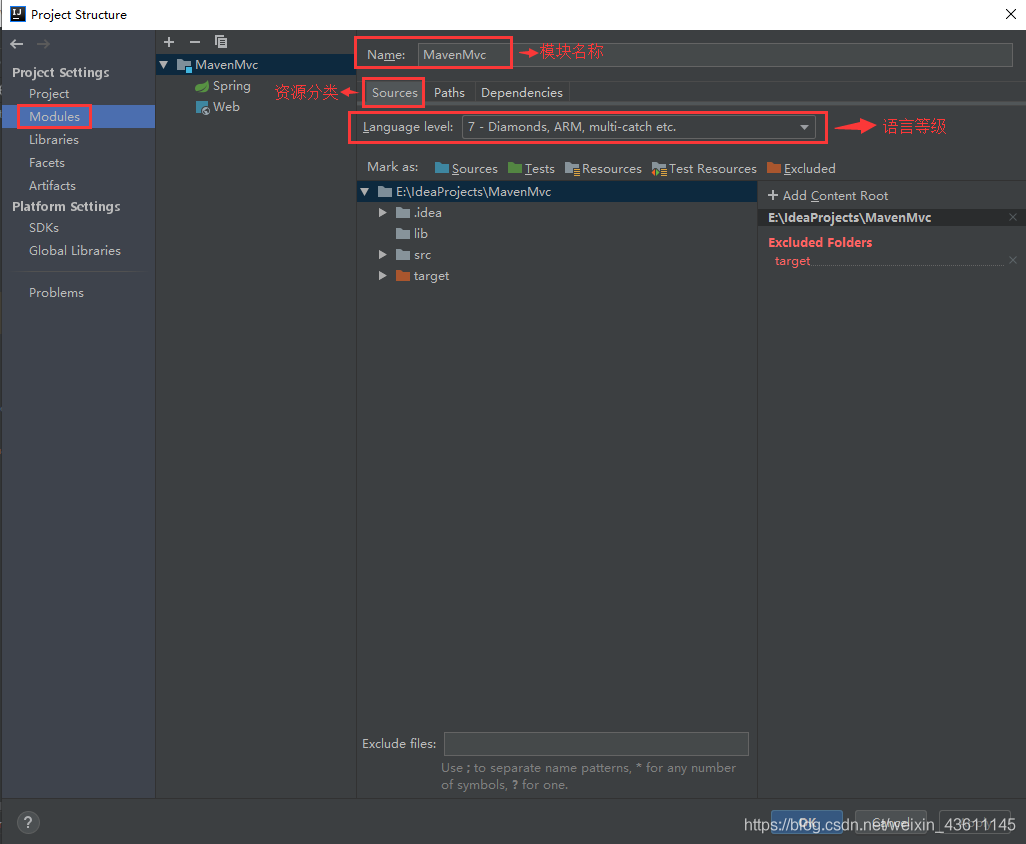 Project Structure
Project Settings
Project
Modules
Libraries
Facets
Artifacts
Platform Settings
SDKs
Global Libraries
Problems
MavenMvc
Spring
Web
Name: MavenMvc
模块名称
资源分类
Sources Paths Dependencies
Language level: 7 - Diamonds, ARM, multi-catch etc.
语言等级
Mark as: Sources Tests Resources Test Resources Excluded
E:\IdeaProjects\MavenMvc
.idea
lib
src
target
+ Add Content Root
E:\IdeaProjects\MavenMvc
Excluded Folders
target
Exclude files:
Use ; to separate name patterns, * for any number
of symbols, ? for one.
?
OK Cancel
https://blog.csdn.net/weixin_43611145